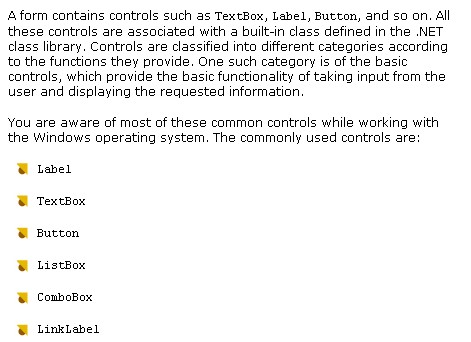 A form contains controls such as TextBox, Label, Button, and so on. All
these controls are associated with a built-in class defined in the .NET
class library. Controls are classified into different categories according
to the functions they provide. One such category is of the basic
controls, which provide the basic functionality of taking input from the
user and displaying the requested information.
You are aware of most of these common controls while working with
the Windows operating system. The commonly used controls are:
Label
TextBox
Button
ListBox
ComboBox
LinkLabel